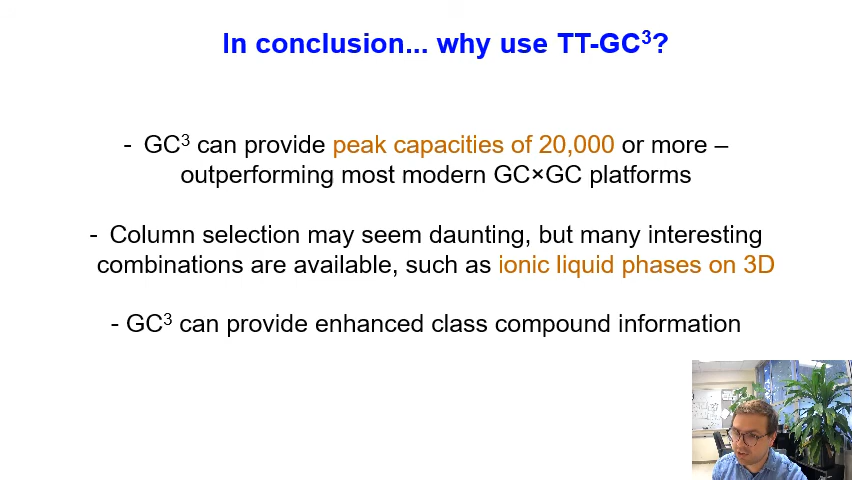 In conclusion... why use TT-GC³?
- GC³ can provide peak capacities of 20,000 or more –
outperforming most modern GC×GC platforms
- Column selection may seem daunting, but many interesting
combinations are available, such as ionic liquid phases on 3D
- GC³ can provide enhanced class compound information